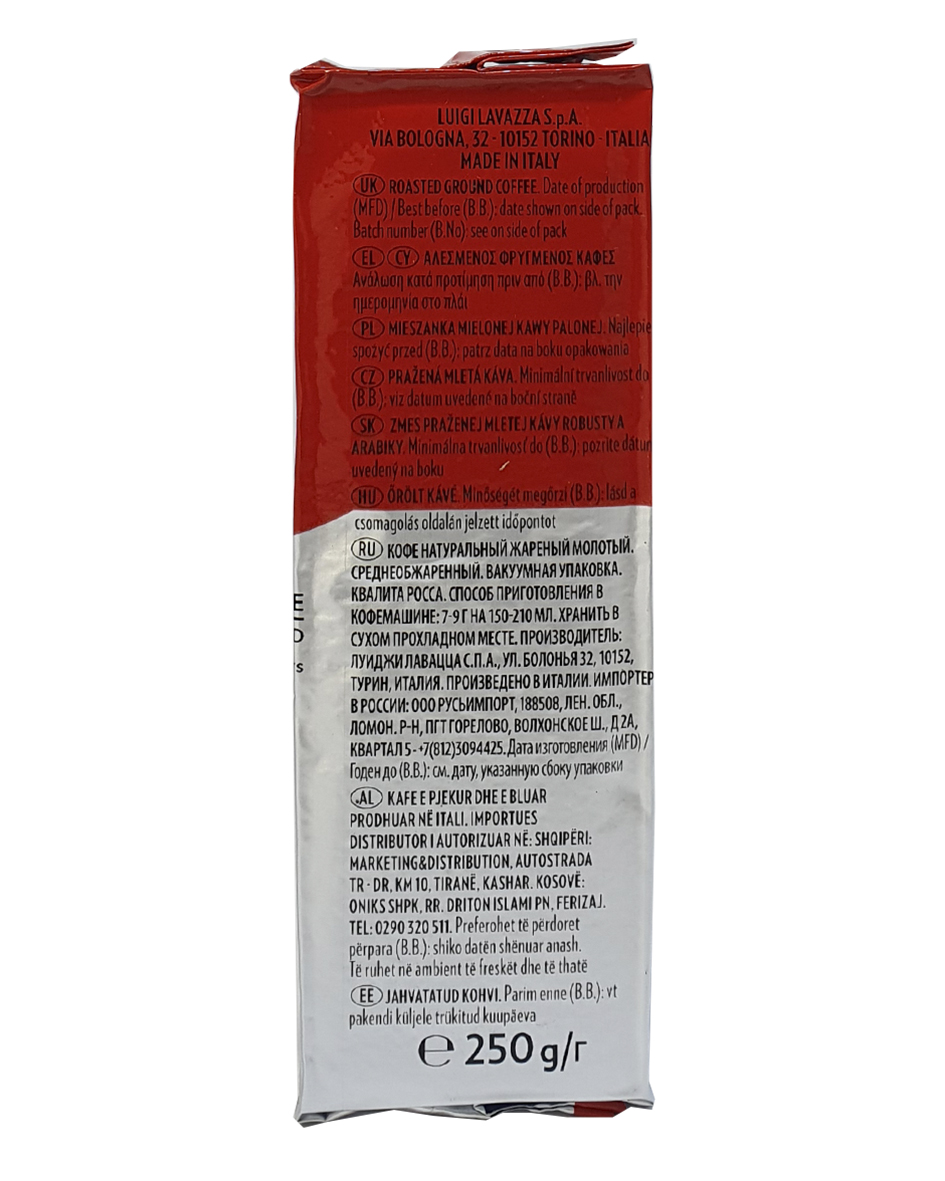 LUIGI LAVAZZA S.p.A.
VIA BOLOGNA, 32 - 10152 TORINO - ITALIA
MADE IN ITALY
UK ROASTED GROUND COFFEE. Date of production
(MFD) / Best before (B.B.): date shown on side of pack.
Batch number (B.No): see on side of pack
EL CY ΑΛΕΣΜΕΝΟΣ ΦΡΥΓΜΕΝΟΣ ΚΑΦΕΣ
Ανάλωση κατά προτίμηση πριν από (B.B.): βλ. την
ημερομηνία στο πλάι
PL MIESZANKA MIELONEJ KAWY PALONEJ. Najlepie
spożyć przed (B.B.): patrz data na boku opakowania
CZ PRAŽENÁ MLETÁ KÁVA. Minimální trvanlivost do
(B.B.): viz datum uvedené na boční straně
SK ZMES PRAŽENEJ MLETEJ KÁVY ROBUSTY A
ARABIKY. Minimálna trvanlivosť do (B.B.): pozrite dátum
uvedený na boku
HU ŐRÖLT KÁVÉ. Minőségét megőrzi (B.B.): lásd a
csomagolás oldalán jelzett időpontot
RU КОФЕ НАТУРАЛЬНЫЙ ЖАРЕНЫЙ МОЛОТЫЙ.
СРЕДНЕОБЖАРЕННЫЙ. ВАКУУМНАЯ УПАКОВКА.
КВАЛИТА РОССА. СПОСОБ ПРИГОТОВЛЕНИЯ В
КОФЕМАШИНЕ: 7-9 Г НА 150-210 МЛ. ХРАНИТЬ В
СУХОМ ПРОХЛАДНОМ МЕСТЕ. ПРОИЗВОДИТЕЛЬ:
ЛУИДЖИ ЛАВАЦЦА С.П.А., УЛ. БОЛОНЬЯ 32, 10152,
ТУРИН, ИТАЛИЯ. ПРОИЗВЕДЕНО В ИТАЛИИ. ИМПОРТЕР
В РОССИИ: ООО РУСЬИМПОРТ, 188508, ЛЕН. ОБЛ.,
ЛОМОН. Р-Н, ПГТ ГОРЕЛОВО, ВОЛХОНСКОЕ Ш., Д 2А,
КВАРТАЛ 5 - +7(812)3094425. Дата изготовления (MFD) /
Годен до (B.B.): см. дату, указанную сбоку упаковки
AL KAFE E PJEKUR DHE E BLUAR
PRODHUAR NË ITALI. IMPORTUES
DISTRIBUTOR I AUTORIZUAR NË: SHQIPËRI:
MARKETING&DISTRIBUTION, AUTOSTRADA
TR - DR, KM 10, TIRANË, KASHAR. KOSOVË:
ONIKS SHPK, RR. DRITON ISLAMI PN, FERIZAJ.
TEL: 0290 320 511. Preferohet të përdoret
përpara (B.B.): shiko datën shënuar anash.
Të ruhet në ambient të freskët dhe të thatë
EE JAHVATATUD KOHVI. Parim enne (B.B.): vt
pakendi küljele trükitud kuupäeva
℮ 250 g/г